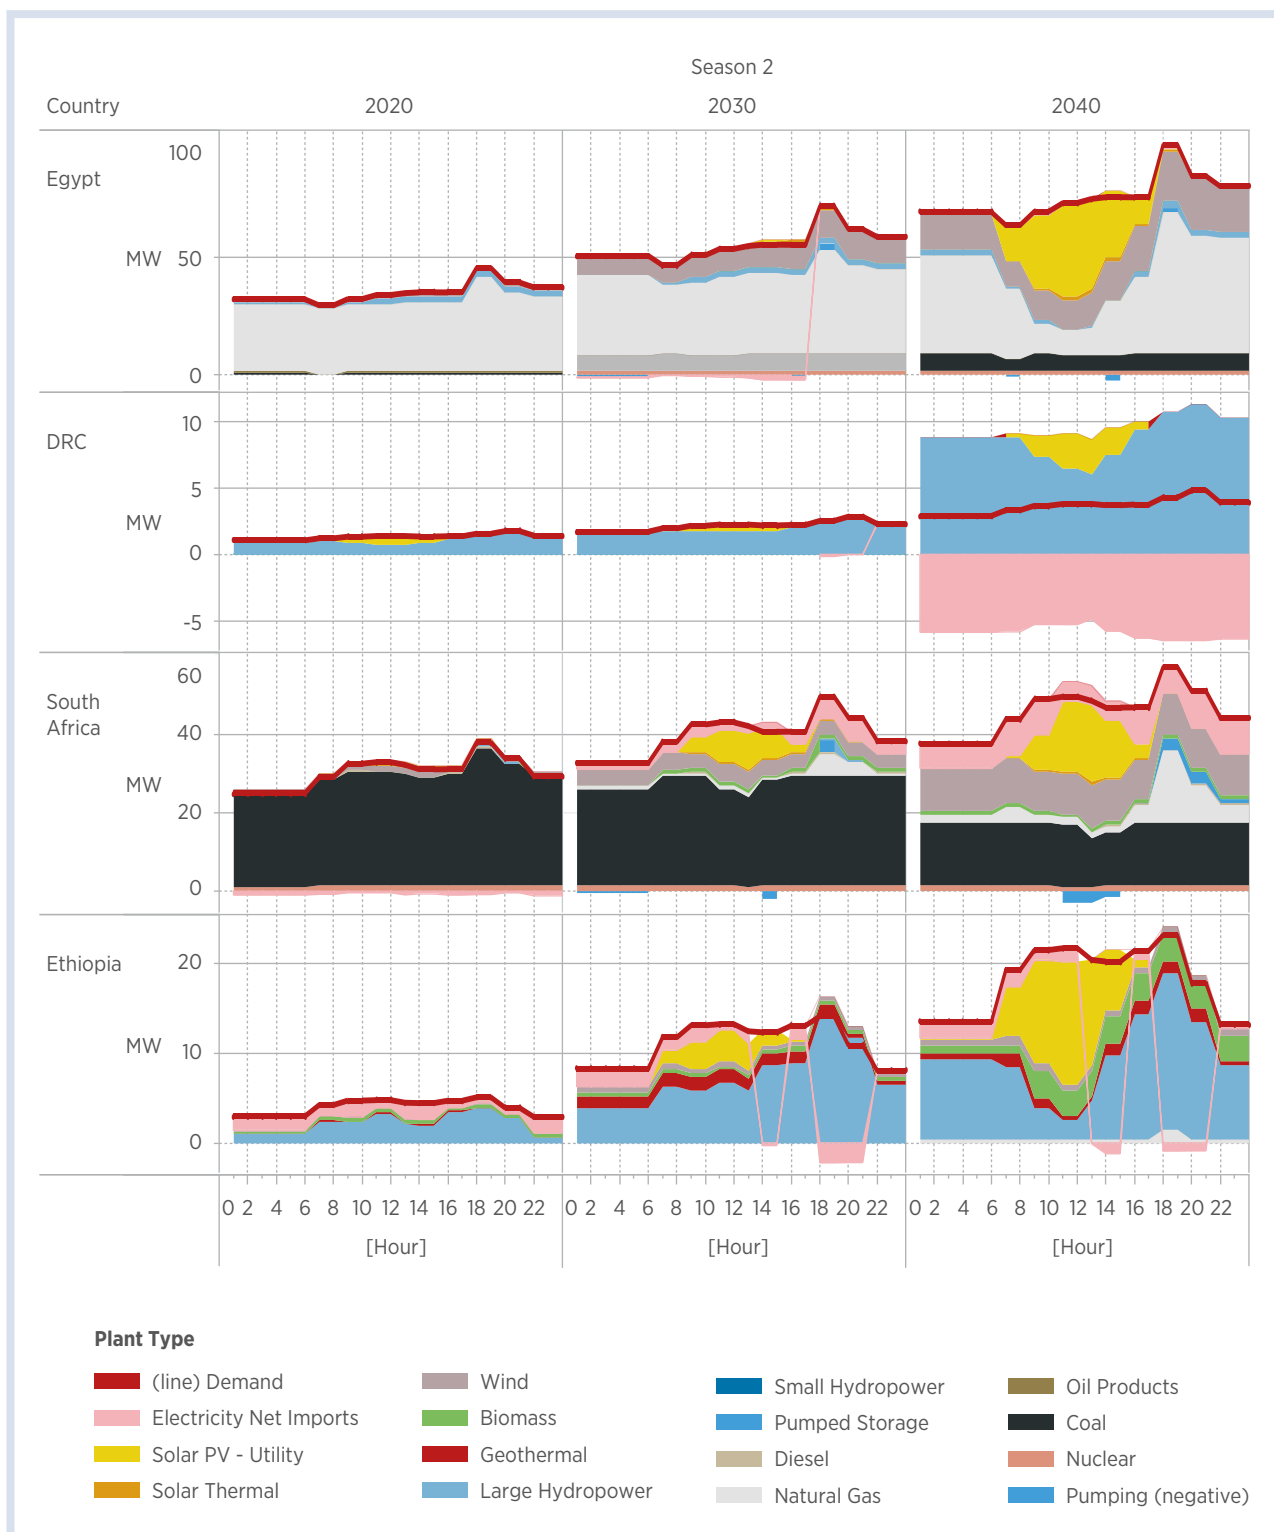 Season 2
Country 2020 2030 2040
Egypt
100
MW 50
0
DRC
10
5
MW
0
-5
South
Africa
60
40
MW
20
0
Ethiopia
20
MW 10
0
0 2 4 6 8 10 12 14 16 18 20 22 0 2 4 6 8 10 12 14 16 18 20 22 0 2 4 6 8 10 12 14 16 18 20 22
[Hour] [Hour] [Hour]
Plant Type
(line) Demand
Electricity Net Imports
Solar PV - Utility
Solar Thermal
Wind
Biomass
Geothermal
Large Hydropower
Small Hydropower
Pumped Storage
Diesel
Natural Gas
Oil Products
Coal
Nuclear
Pumping (negative)